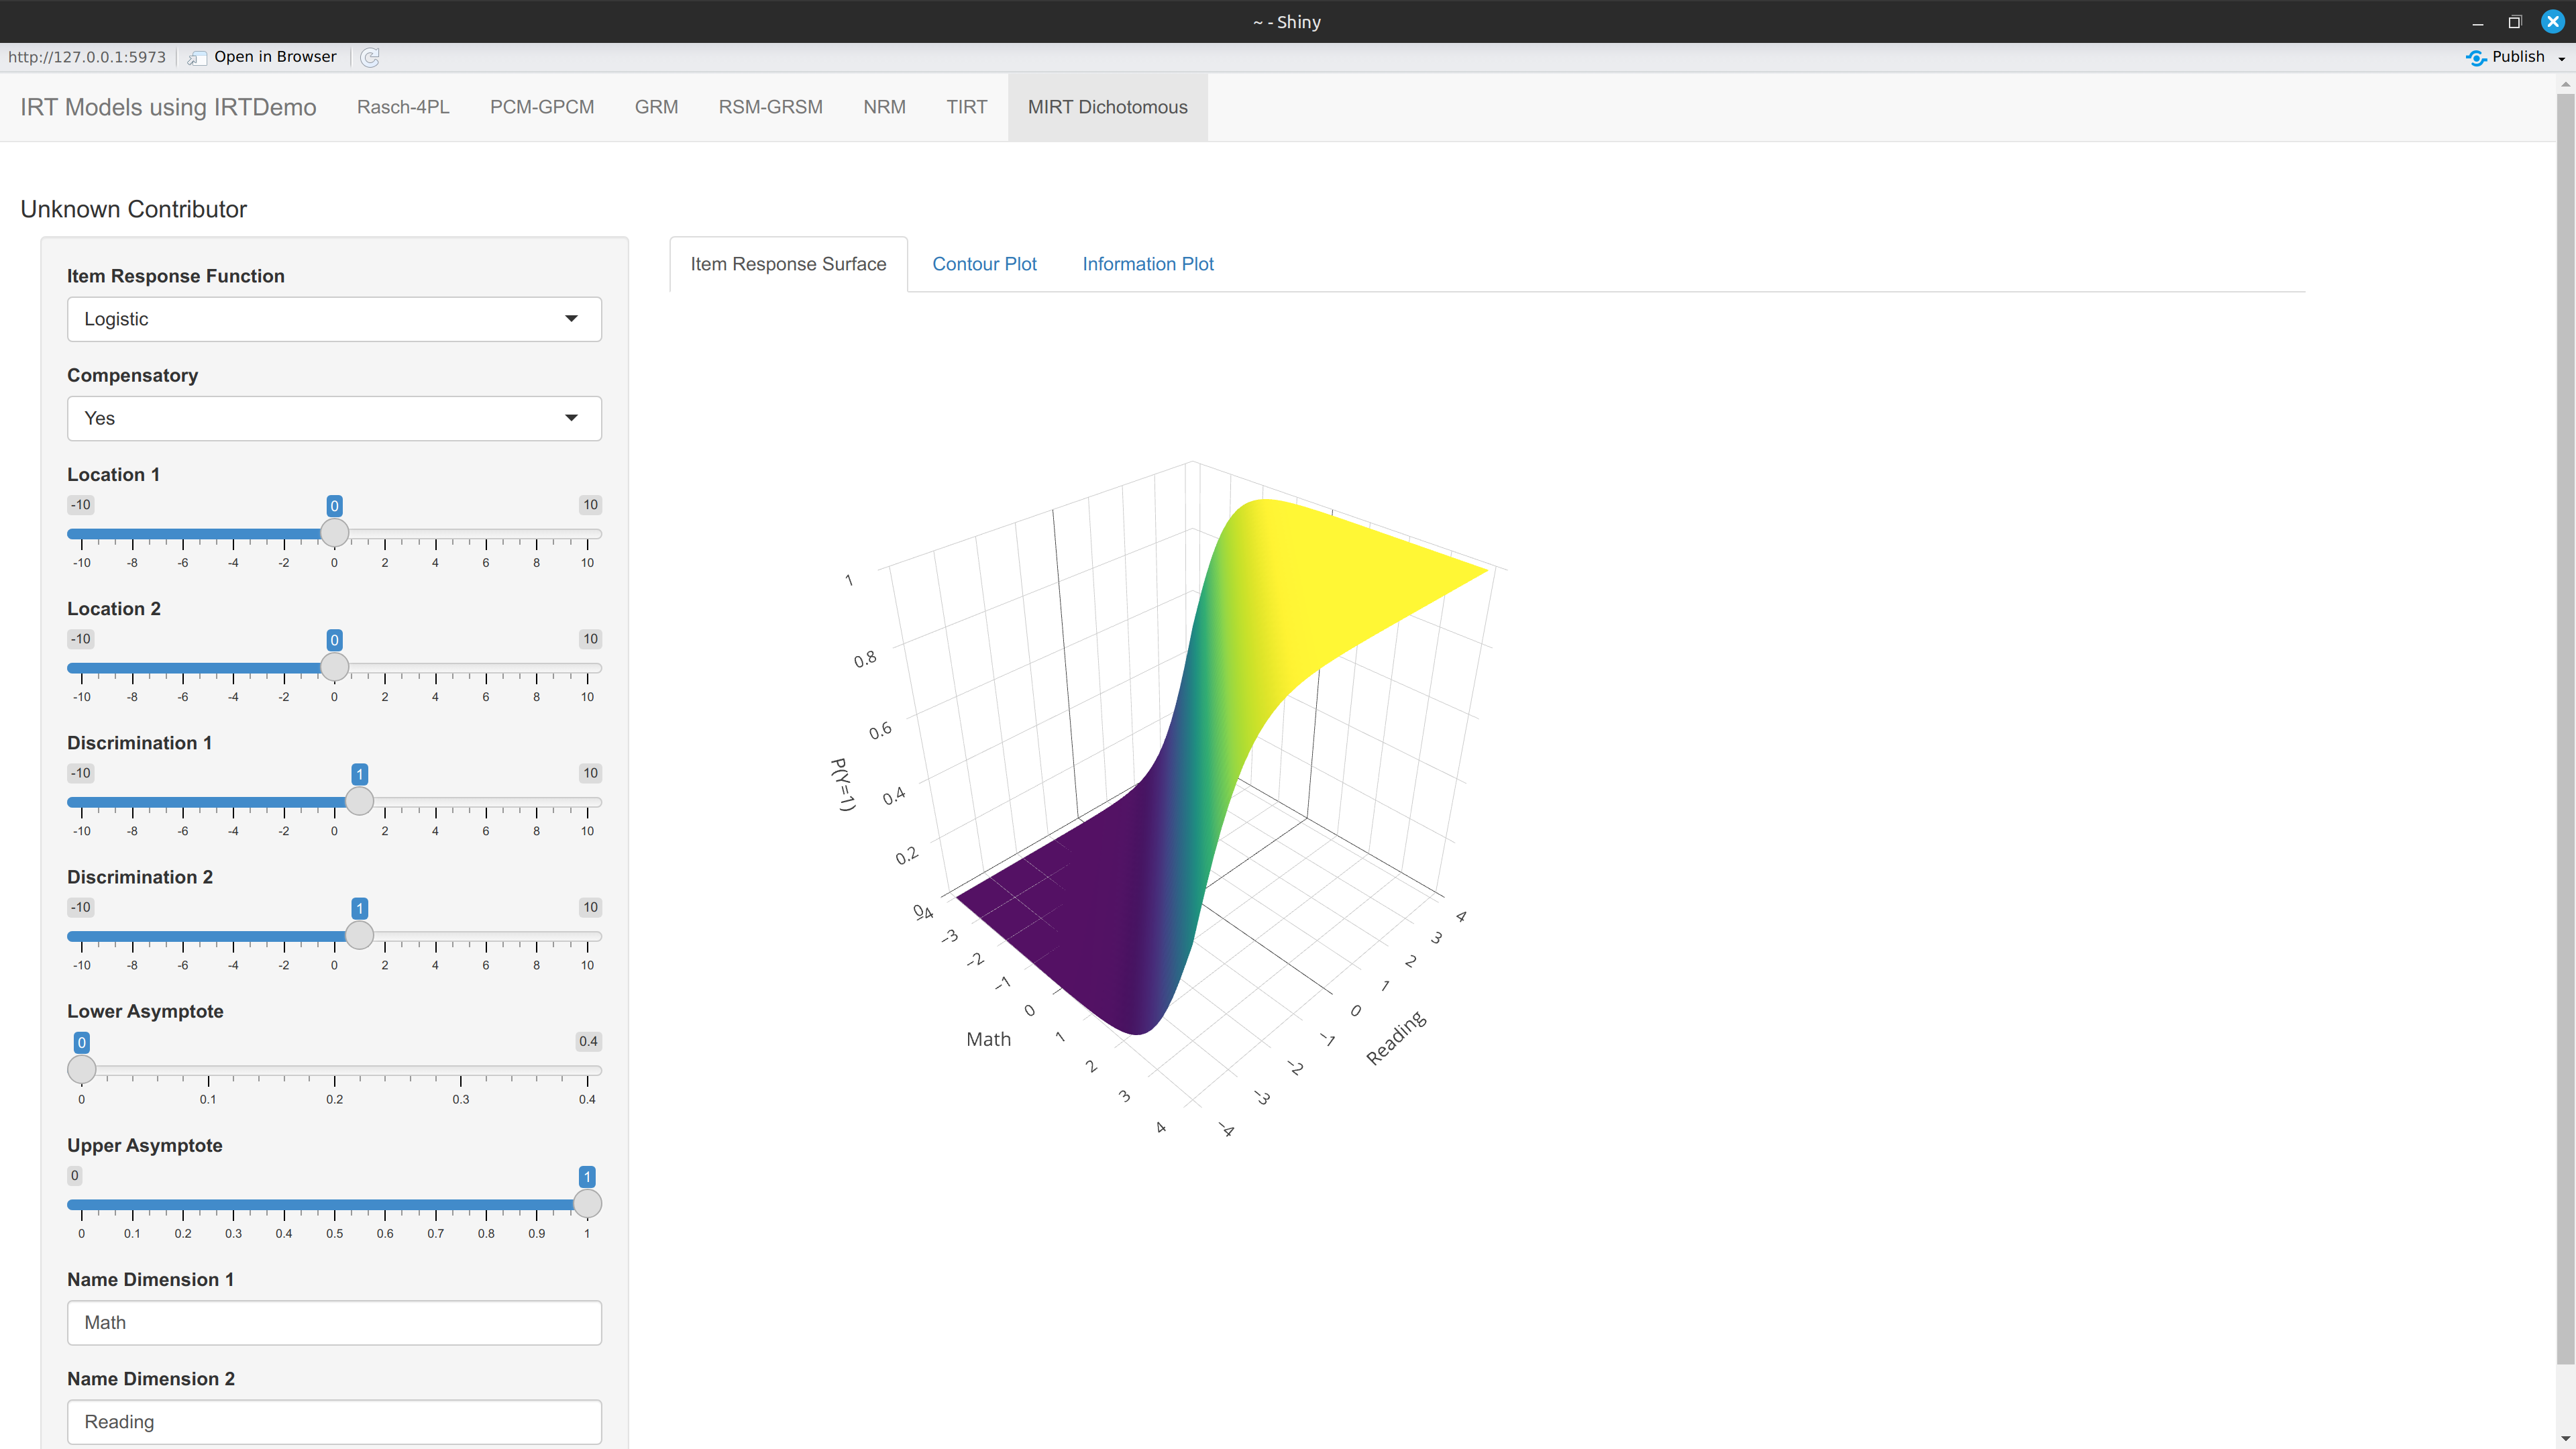 ~ - Shiny
http://127.0.0.1:5973 Open in Browser Publish
IRT Models using IRTDemo Rasch-4PL PCM-GPCM GRM RSM-GRSM NRM TIRT MIRT Dichotomous
Unknown Contributor
Item Response Function
Logistic
Compensatory
Yes
Location 1
-10 0 10
-10 -8 -6 -4 -2 0 2 4 6 8 10
Location 2
-10 0 10
-10 -8 -6 -4 -2 0 2 4 6 8 10
Discrimination 1
-10 1 10
-10 -8 -6 -4 -2 0 2 4 6 8 10
Discrimination 2
-10 1 10
-10 -8 -6 -4 -2 0 2 4 6 8 10
Lower Asymptote
0 0.4
0 0.1 0.2 0.3 0.4
Upper Asymptote
0 1
0 0.1 0.2 0.3 0.4 0.5 0.6 0.7 0.8 0.9 1
Name Dimension 1
Math
Name Dimension 2
Reading
Item Response Surface Contour Plot Information Plot
1
0.8
0.6
0.4
0.2
0
P(Y=1)
−4
−3
−2
−1
0
1
2
3
4
Math
4
3
2
1
0
−1
−2
−3
−4
Reading